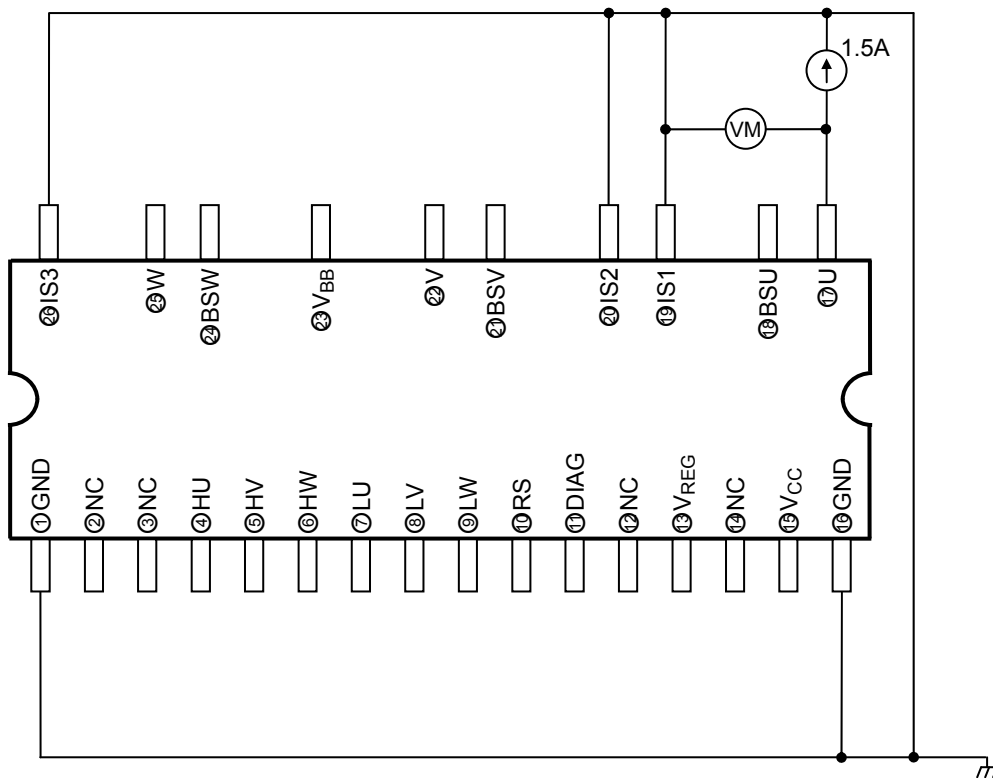 1.5A
VM
㉖IS3
㉕W
㉔BSW
㉓VBB
㉒V
㉑BSV
⑳IS2
⑲IS1
⑱BSU
⑰U
①GND
②NC
③NC
④HU
⑤HV
⑥HW
⑦LU
⑧LV
⑨LW
⑩RS
⑪DIAG
⑫NC
⑬VREG
⑭NC
⑮VCC
⑯GND